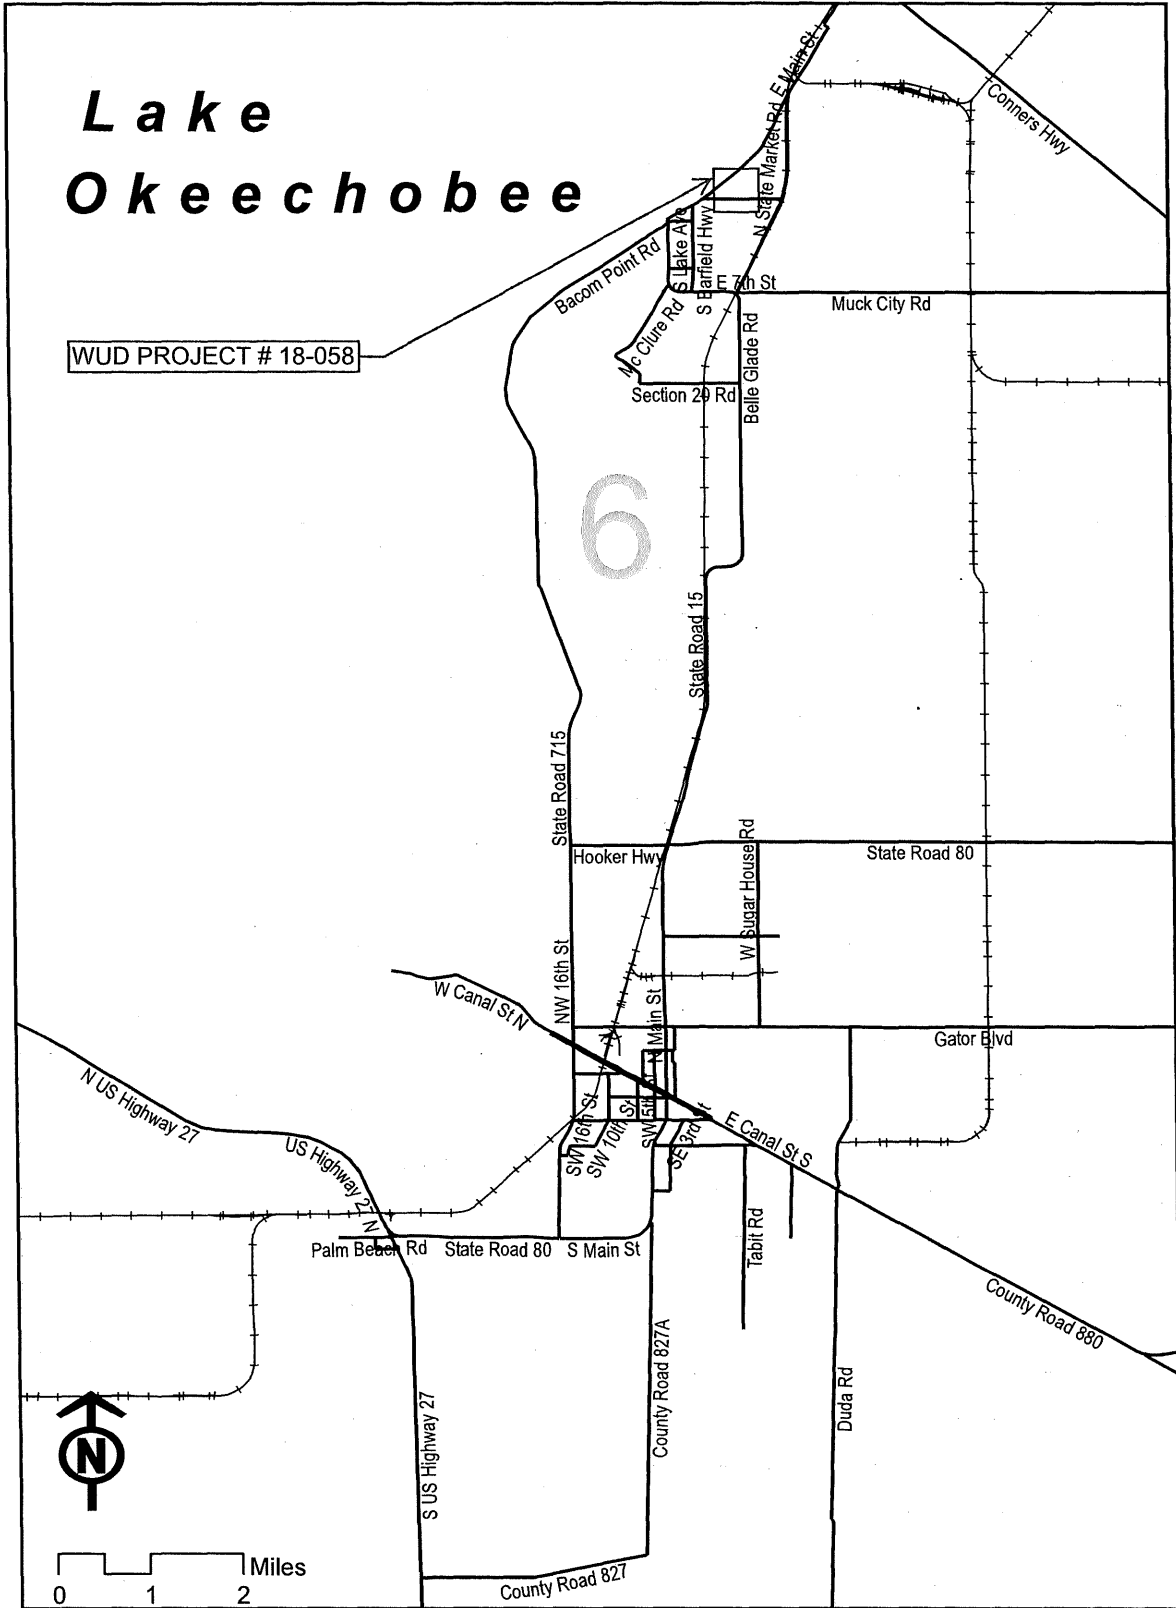 Lake
Okeechobee
E Main St
Conners Hwy
N State Market Rd
S Lake Ave
S Barfield Hwy
Bacom Point Rd
E 7th St
Muck City Rd
WUD PROJECT # 18-058
Mc Clure Rd
Belle Glade Rd
Section 20 Rd
6
State Road 15
State Road 715
Hooker Hwy
W Sugar House Rd
State Road 80
NW 16th St
W Canal St N
N Main St
Gator Blvd
N US Highway 27
SW 16th St
SW 10th St
SW 5th St
SE 3rd St
E Canal St S
US Highway 27 N
Palm Beach Rd
State Road 80
S Main St
Tabit Rd
County Road 880
County Road 827A
Duda Rd
S US Highway 27
N
Miles
0 1 2
County Road 827